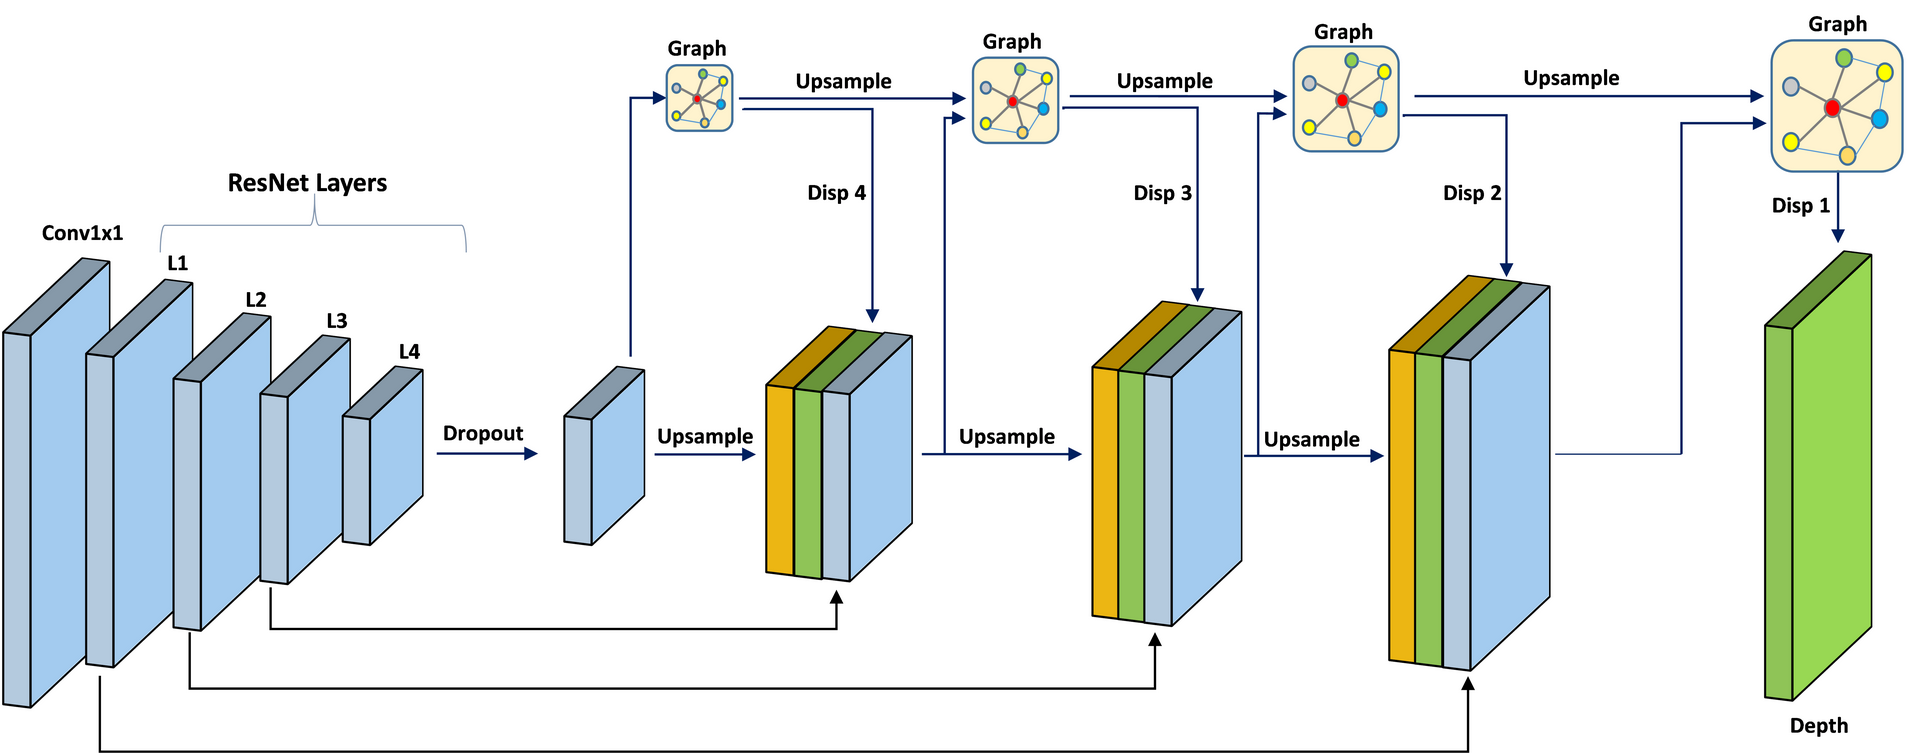 Graph
Graph
Graph
Graph
Upsample
Upsample
Upsample
Disp 4
Disp 3
Disp 2
Disp 1
ResNet Layers
Conv1x1
L1
L2
L3
L4
Dropout
Upsample
Upsample
Upsample
Depth